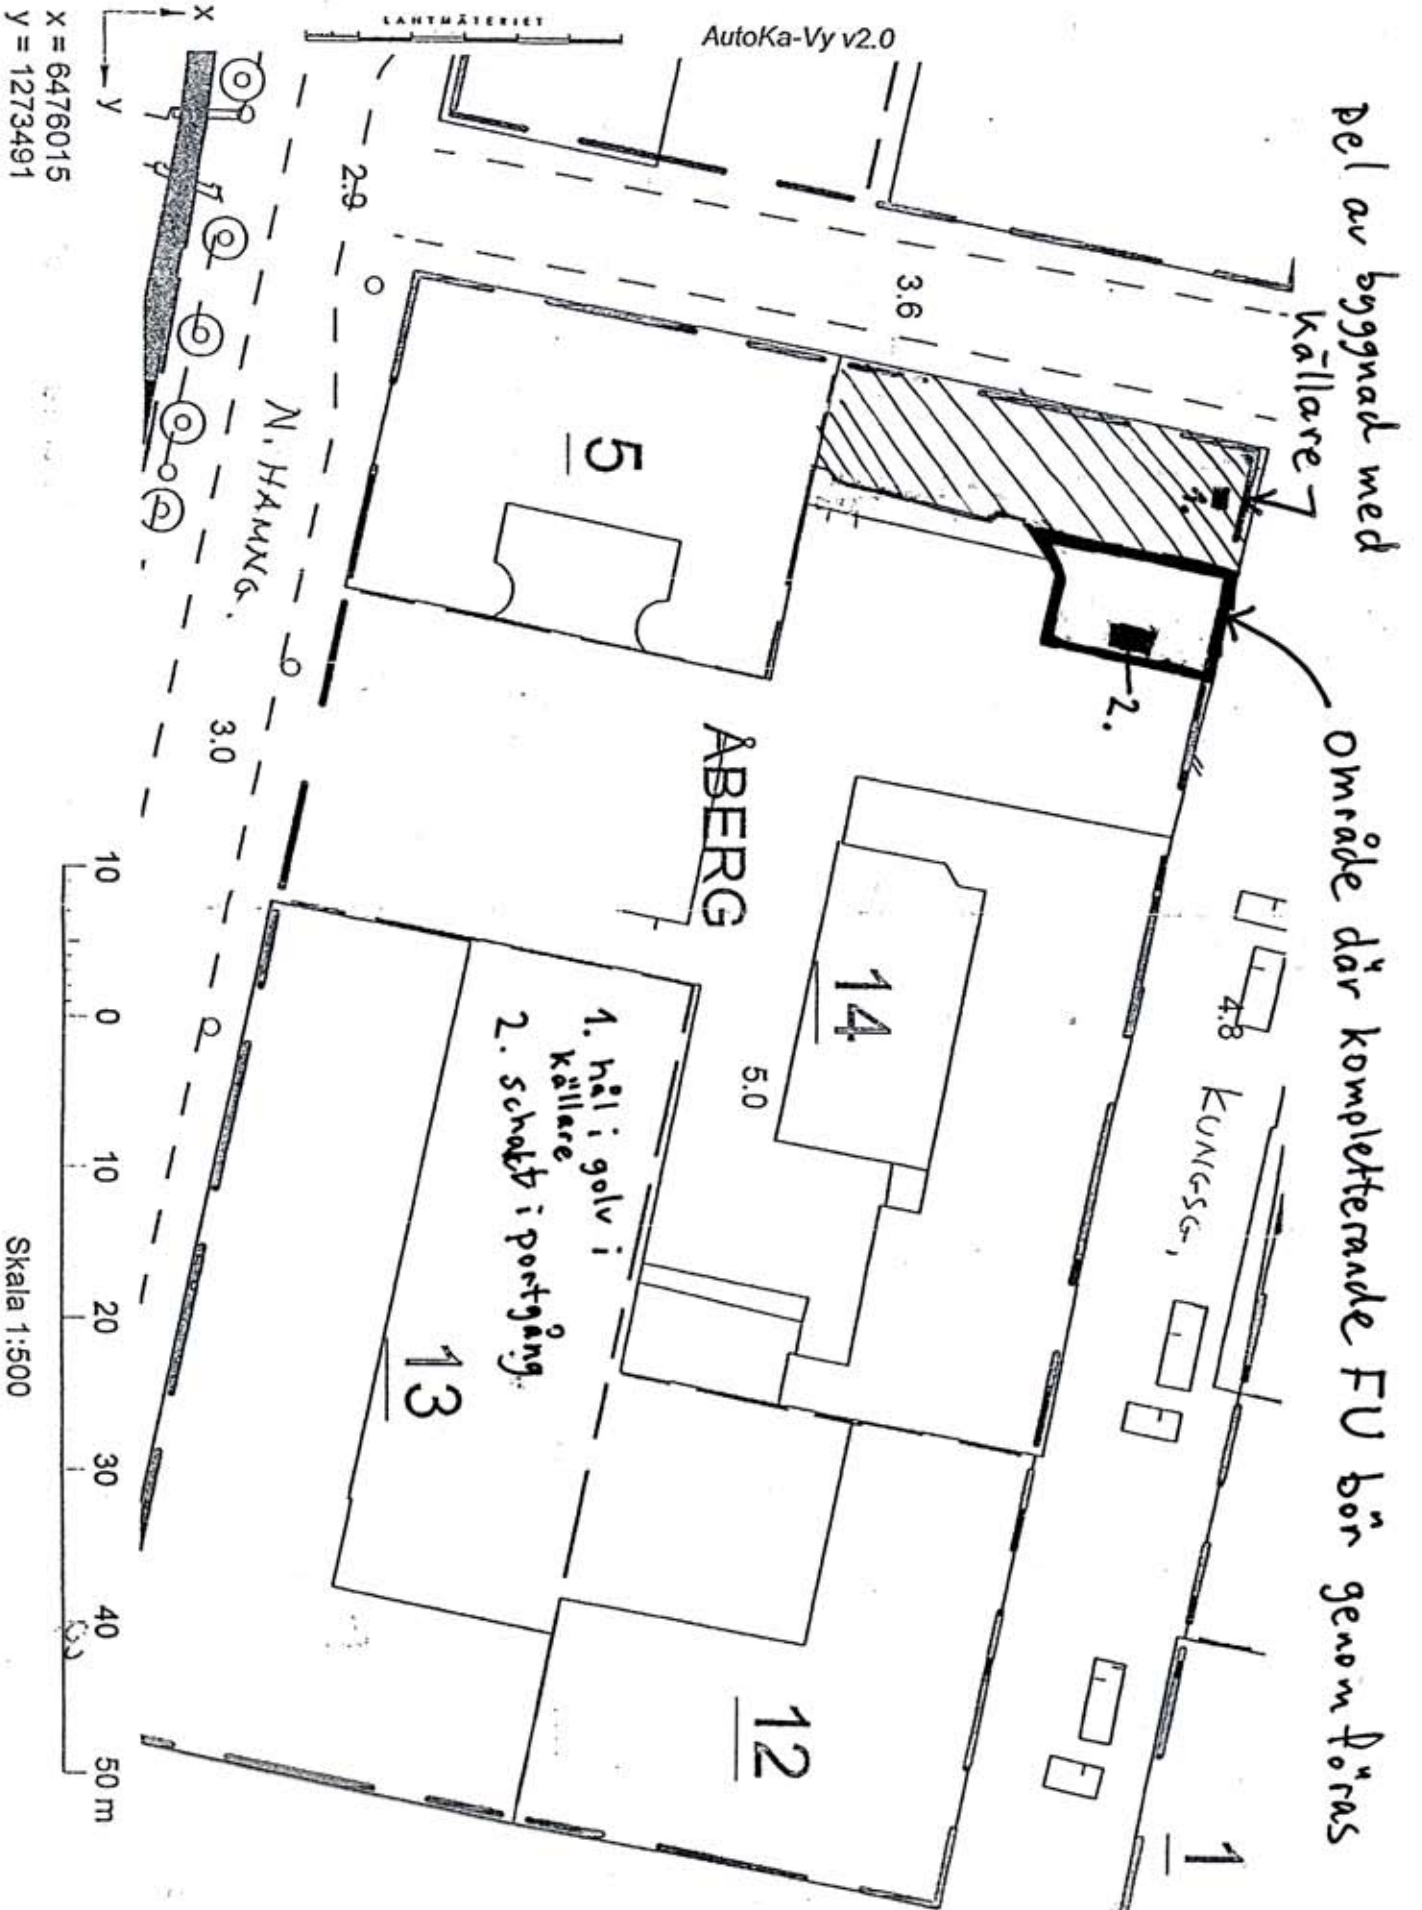 Del av byggnad med
källare
Område där kompletterande FU bör genomföras
AutoKa-Vy v2.0
LANTMÄTERIET
x
y
x = 6476015
y = 1273491
2.9
3.6
N. HAMNG.
3.0
5
1.
2.
ÅBERG
14
5.0
4.8
KUNGSG.
1. hål i golv i
källare
2. schakt i portgång
13
12
1
10 0 10 20 30 40 50 m
Skala 1:500